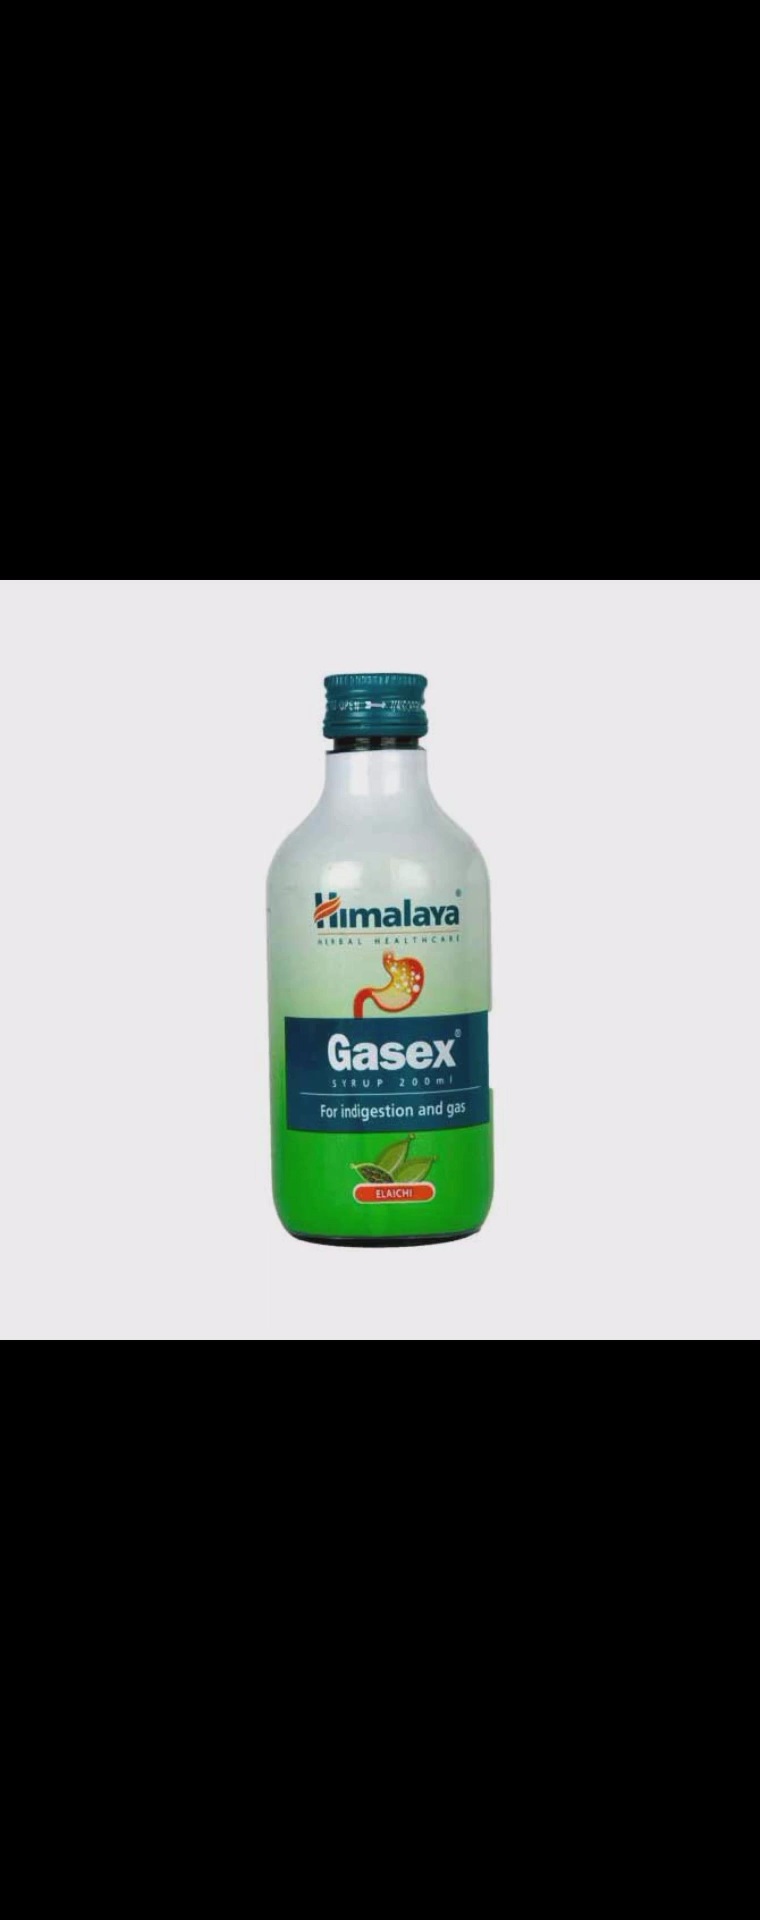 Himalaya®
HERBAL HEALTHCARE
Gasex®
SYRUP 200ml
For indigestion and gas
ELAICHI